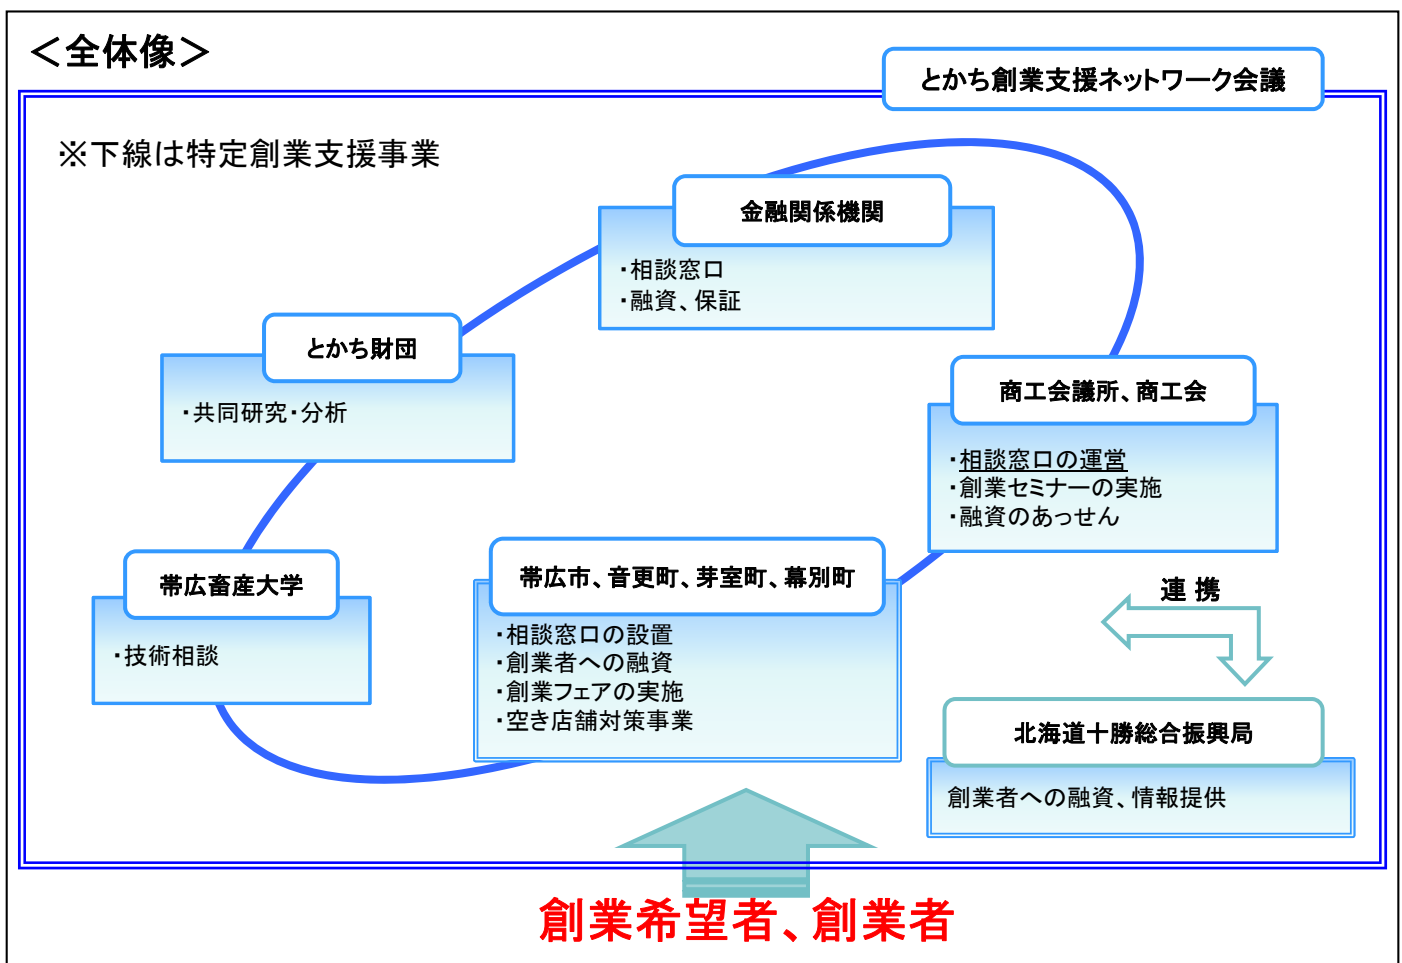 ＜全体像＞
とかち創業支援ネットワーク会議
※下線は特定創業支援事業
金融関係機関
・相談窓口
・融資、保証
とかち財団
・共同研究・分析
商工会議所、商工会
・相談窓口の運営
・創業セミナーの実施
・融資のあっせん
帯広畜産大学
・技術相談
帯広市、音更町、芽室町、幕別町
・相談窓口の設置
・創業者への融資
・創業フェアの実施
・空き店舗対策事業
連 携
北海道十勝総合振興局
創業者への融資、情報提供
創業希望者、創業者